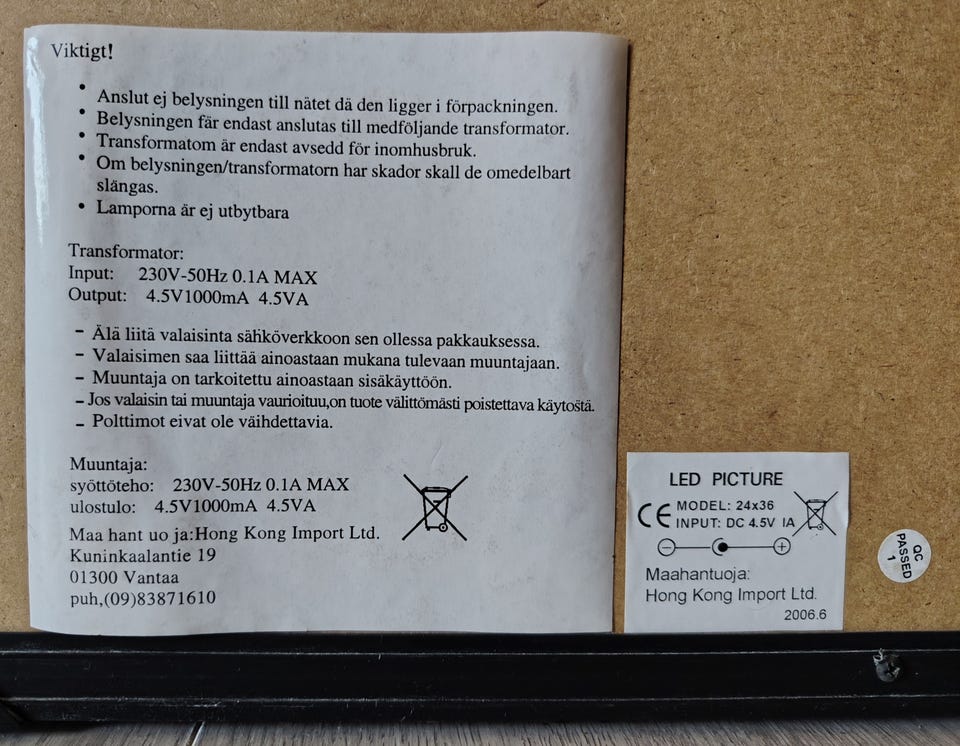 Viktigt!
• Anslut ej belysningen till nätet dä den ligger i förpackningen.
• Belysningen fär endast anslutas till medföljande transformator.
• Transformatom är endast avsedd för inomhusbruk.
• Om belysningen/transformatorn har skador skall de omedelbart
slängas.
• Lamporna är ej utbytbara
Transformator:
Input: 230V-50Hz 0.1A MAX
Output: 4.5V1000mA 4.5VA
– Älä liitä valaisinta sähköverkkoon sen ollessa pakkauksessa.
– Valaisimen saa liittää ainoastaan mukana tulevaan muuntajaan.
– Muuntaja on tarkoitettu ainoastaan sisäkäyttöön.
– Jos valaisin tai muuntaja vaurioituu,on tuote välittömästi poistettava käytöstä.
– Polttimot eivat ole väihdettavia.
Muuntaja:
syöttöteho: 230V-50Hz 0.1A MAX
ulostulo: 4.5V1000mA 4.5VA
Maa hant uo ja:Hong Kong Import Ltd.
Kuninkaalantie 19
01300 Vantaa
puh,(09)83871610
LED PICTURE
CE MODEL: 24x36
INPUT: DC 4.5V 1A
Maahantuoja:
Hong Kong Import Ltd.
2006.6
QC
PASSED
1